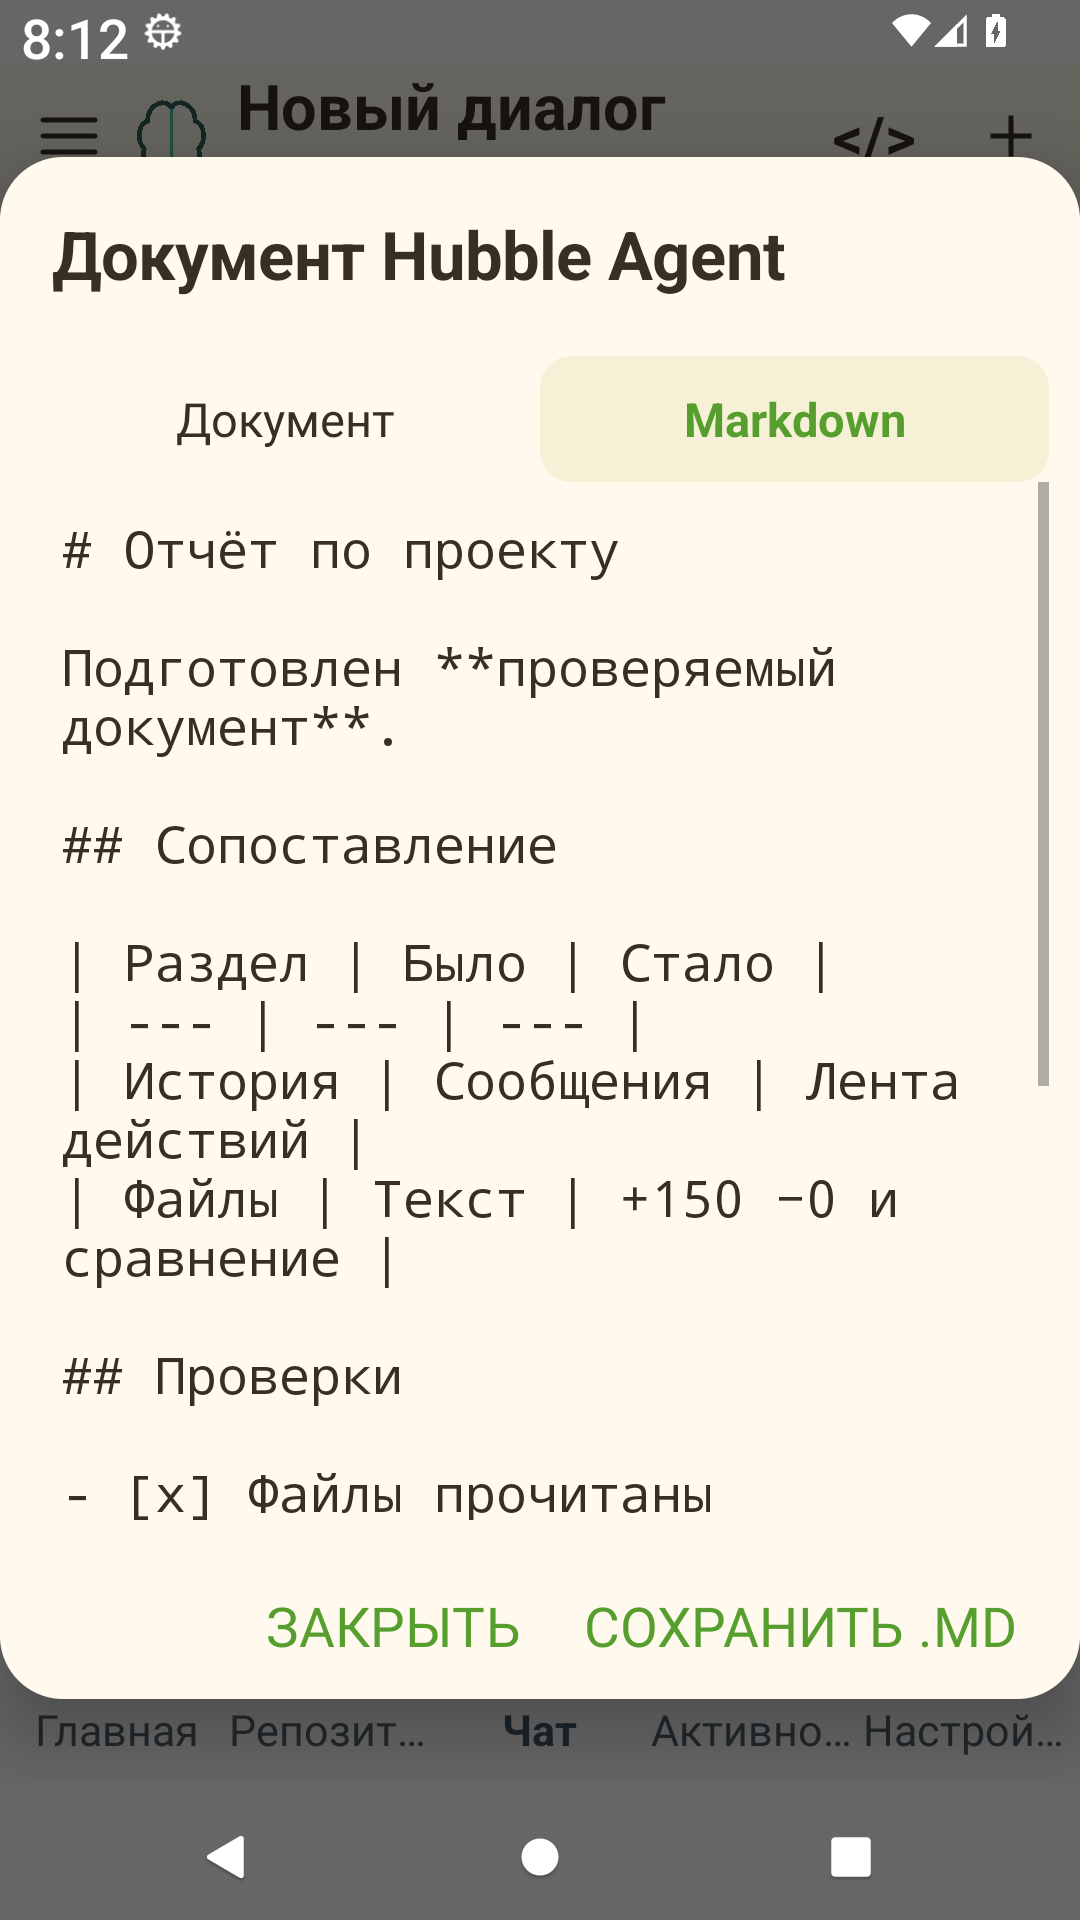 8:12
Новый диалог
</> +
Документ Hubble Agent
Документ Markdown
# Отчёт по проекту
Подготовлен **проверяемый
документ**.
## Сопоставление
| Раздел | Было | Стало |
| --- | --- | --- |
| История | Сообщения | Лента
действий |
| Файлы | Текст | +150 −0 и
сравнение |
## Проверки
- [x] Файлы прочитаны
ЗАКРЫТЬ СОХРАНИТЬ .MD
Главная Репозит... Чат Активно... Настрой...